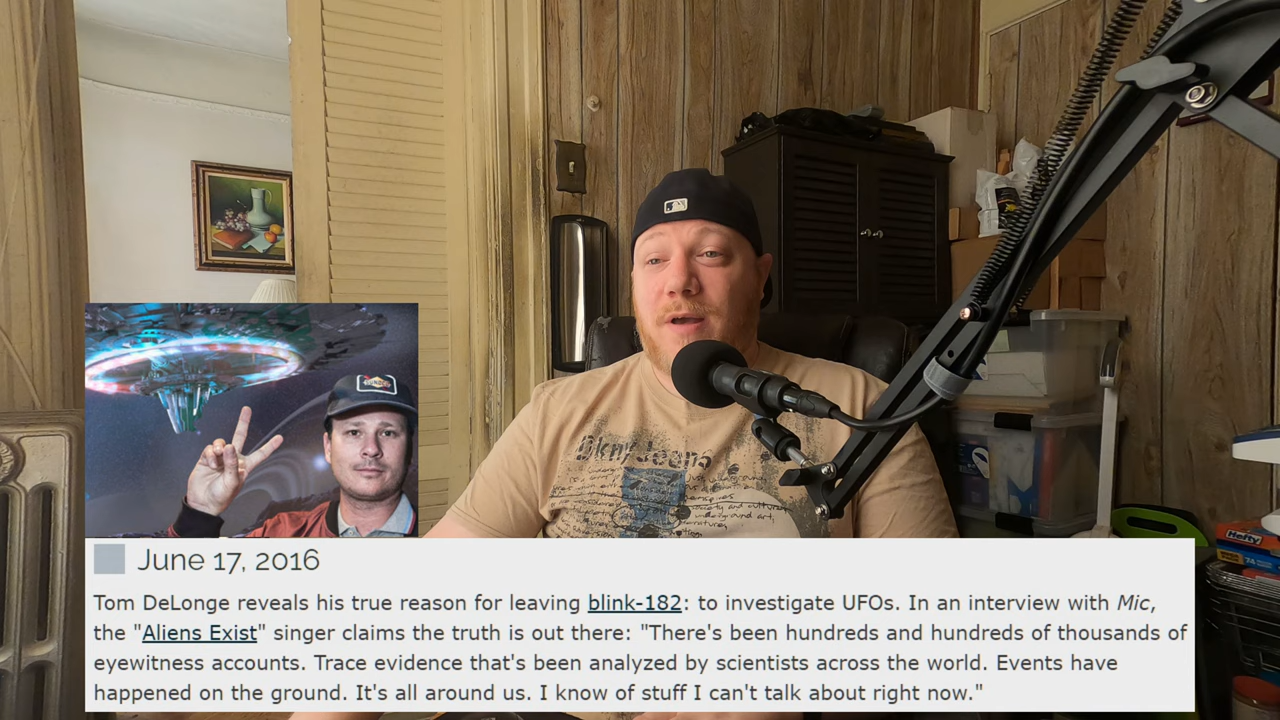 DKNY Jeans
June 17, 2016
Tom DeLonge reveals his true reason for leaving blink-182: to investigate UFOs. In an interview with Mic,
the "Aliens Exist" singer claims the truth is out there: "There's been hundreds and hundreds of thousands of
eyewitness accounts. Trace evidence that's been analyzed by scientists across the world. Events have
happened on the ground. It's all around us. I know of stuff I can't talk about right now."
Hefty